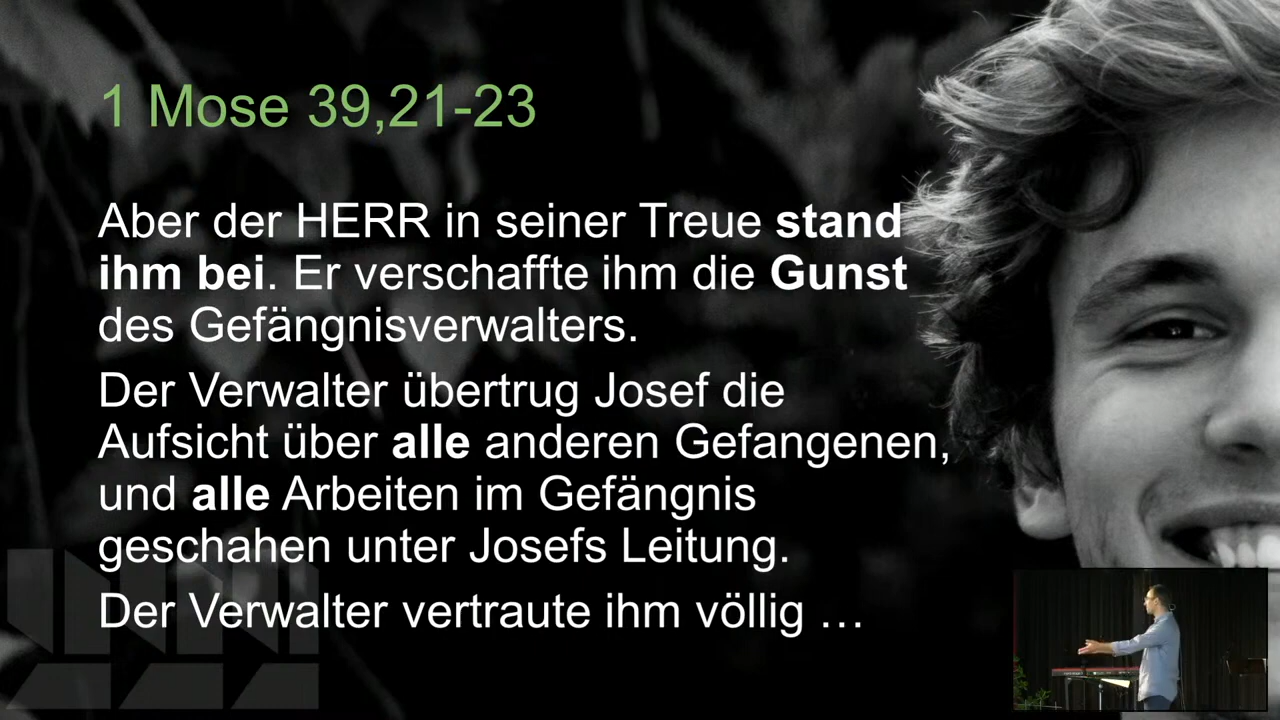 1 Mose 39,21-23
Aber der HERR in seiner Treue stand
ihm bei. Er verschaffte ihm die Gunst
des Gefängnisverwalters.
Der Verwalter übertrug Josef die
Aufsicht über alle anderen Gefangenen,
und alle Arbeiten im Gefängnis
geschahen unter Josefs Leitung.
Der Verwalter vertraute ihm völlig …